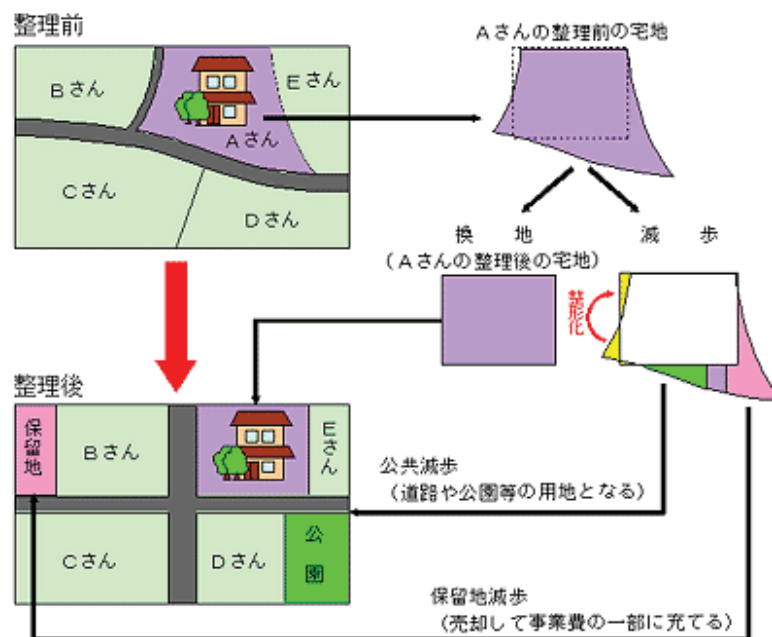 整理前
Bさん
Eさん
Aさん
Cさん
Dさん
Aさんの整理前の宅地
換 地
(Aさんの整理後の宅地)
減 歩
整形化
整理後
保留地
Bさん
Eさん
Cさん
Dさん
公園
公共減歩
(道路や公園等の用地となる)
保留地減歩
(売却して事業費の一部に充てる)